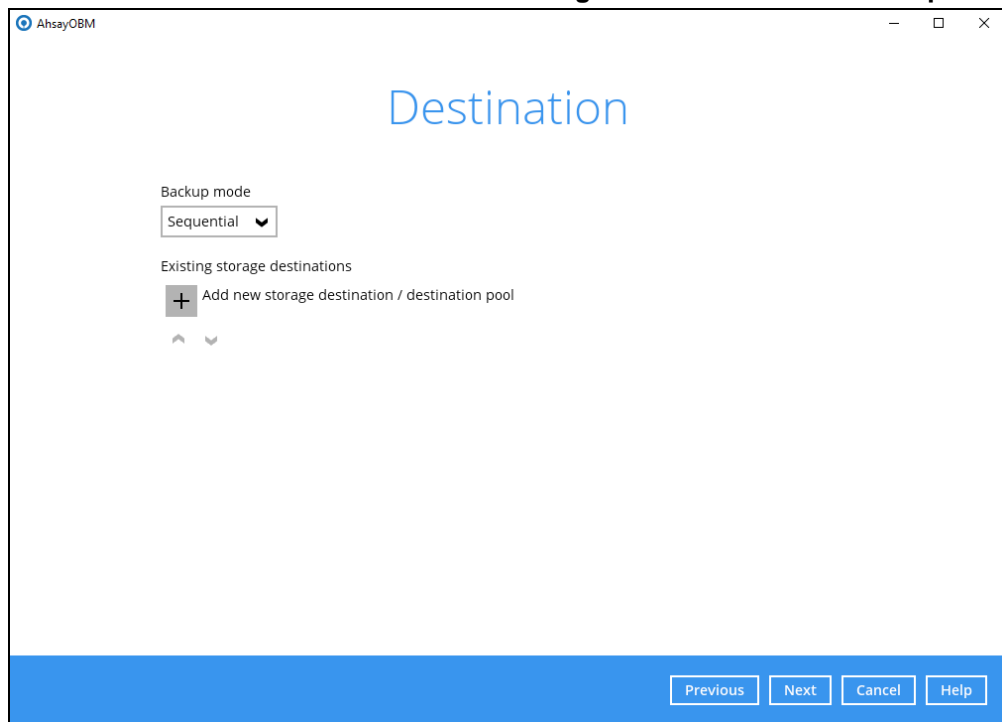 AhsayOBM
Destination
Backup mode
Sequential
Existing storage destinations
Add new storage destination / destination pool
Previous Next Cancel Help